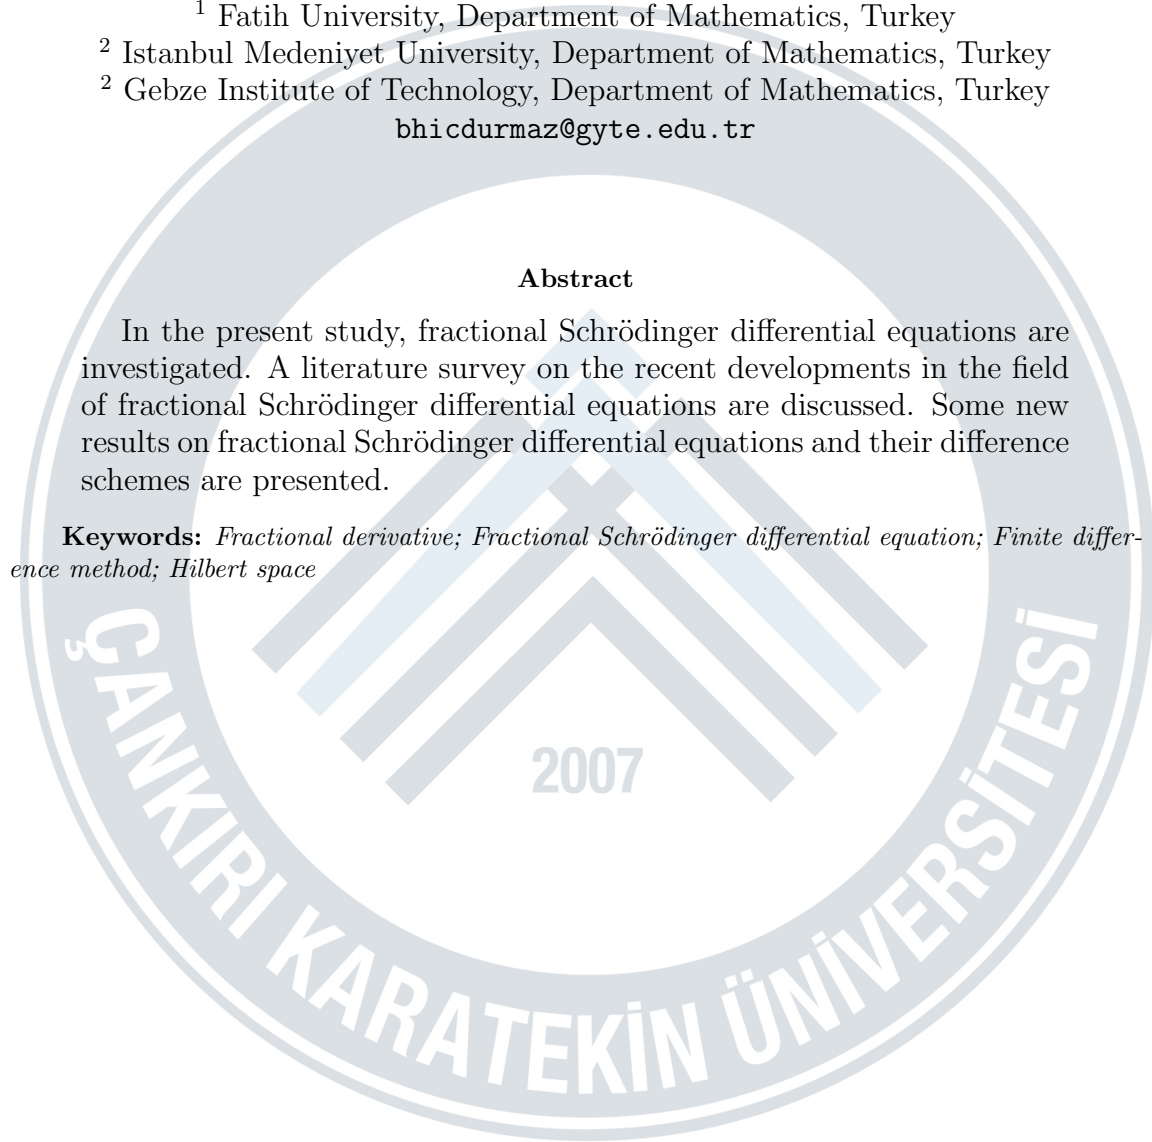 ¹ Fatih University, Department of Mathematics, Turkey
² Istanbul Medeniyet University, Department of Mathematics, Turkey
² Gebze Institute of Technology, Department of Mathematics, Turkey
bhicdurmaz@gyte.edu.tr
Abstract
In the present study, fractional Schrödinger differential equations are
investigated. A literature survey on the recent developments in the field
of fractional Schrödinger differential equations are discussed. Some new
results on fractional Schrödinger differential equations and their difference
schemes are presented.
Keywords: Fractional derivative; Fractional Schrödinger differential equation; Finite differ-
ence method; Hilbert space
2007
ÇANKIRI KARATEKİN ÜNİVERSİTESİ